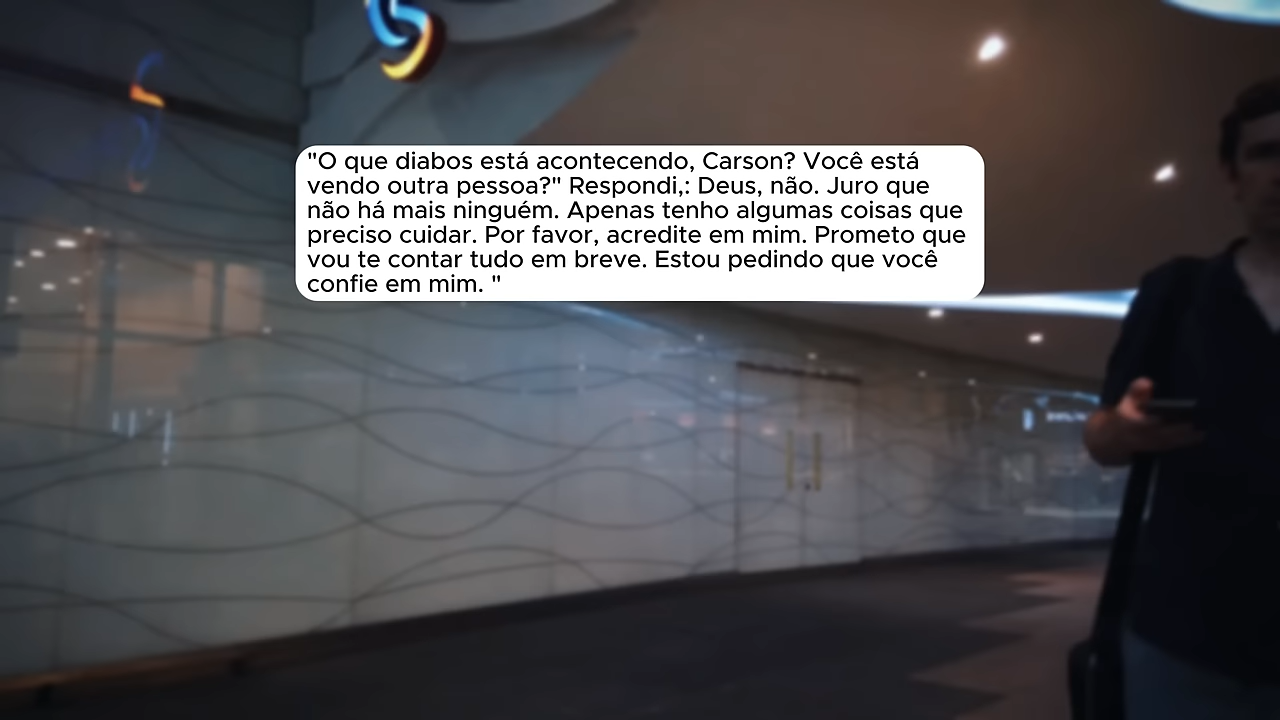 "O que diabos está acontecendo, Carson? Você está
vendo outra pessoa?" Respondi,: Deus, não. Juro que
não há mais ninguém. Apenas tenho algumas coisas que
preciso cuidar. Por favor, acredite em mim. Prometo que
vou te contar tudo em breve. Estou pedindo que você
confie em mim. "